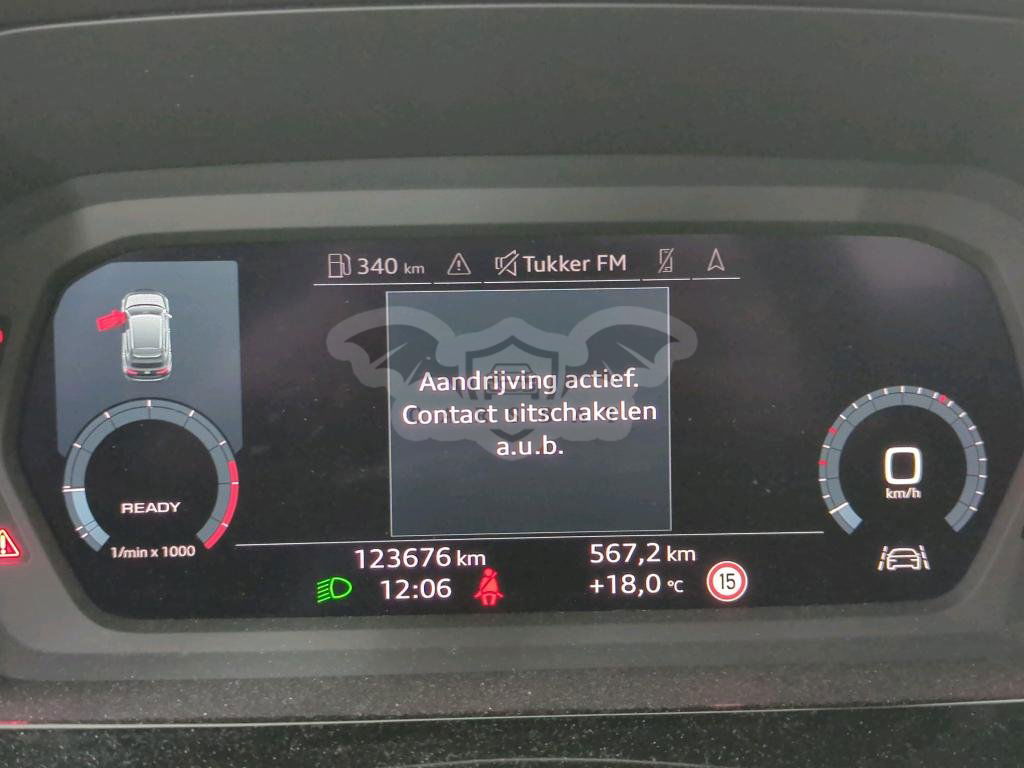 340 km
Tukker FM
Aandrijving actief.
Contact uitschakelen
a.u.b.
READY
1/min x 1000
0
km/h
123676 km
567,2 km
12:06
+18,0 °C
15